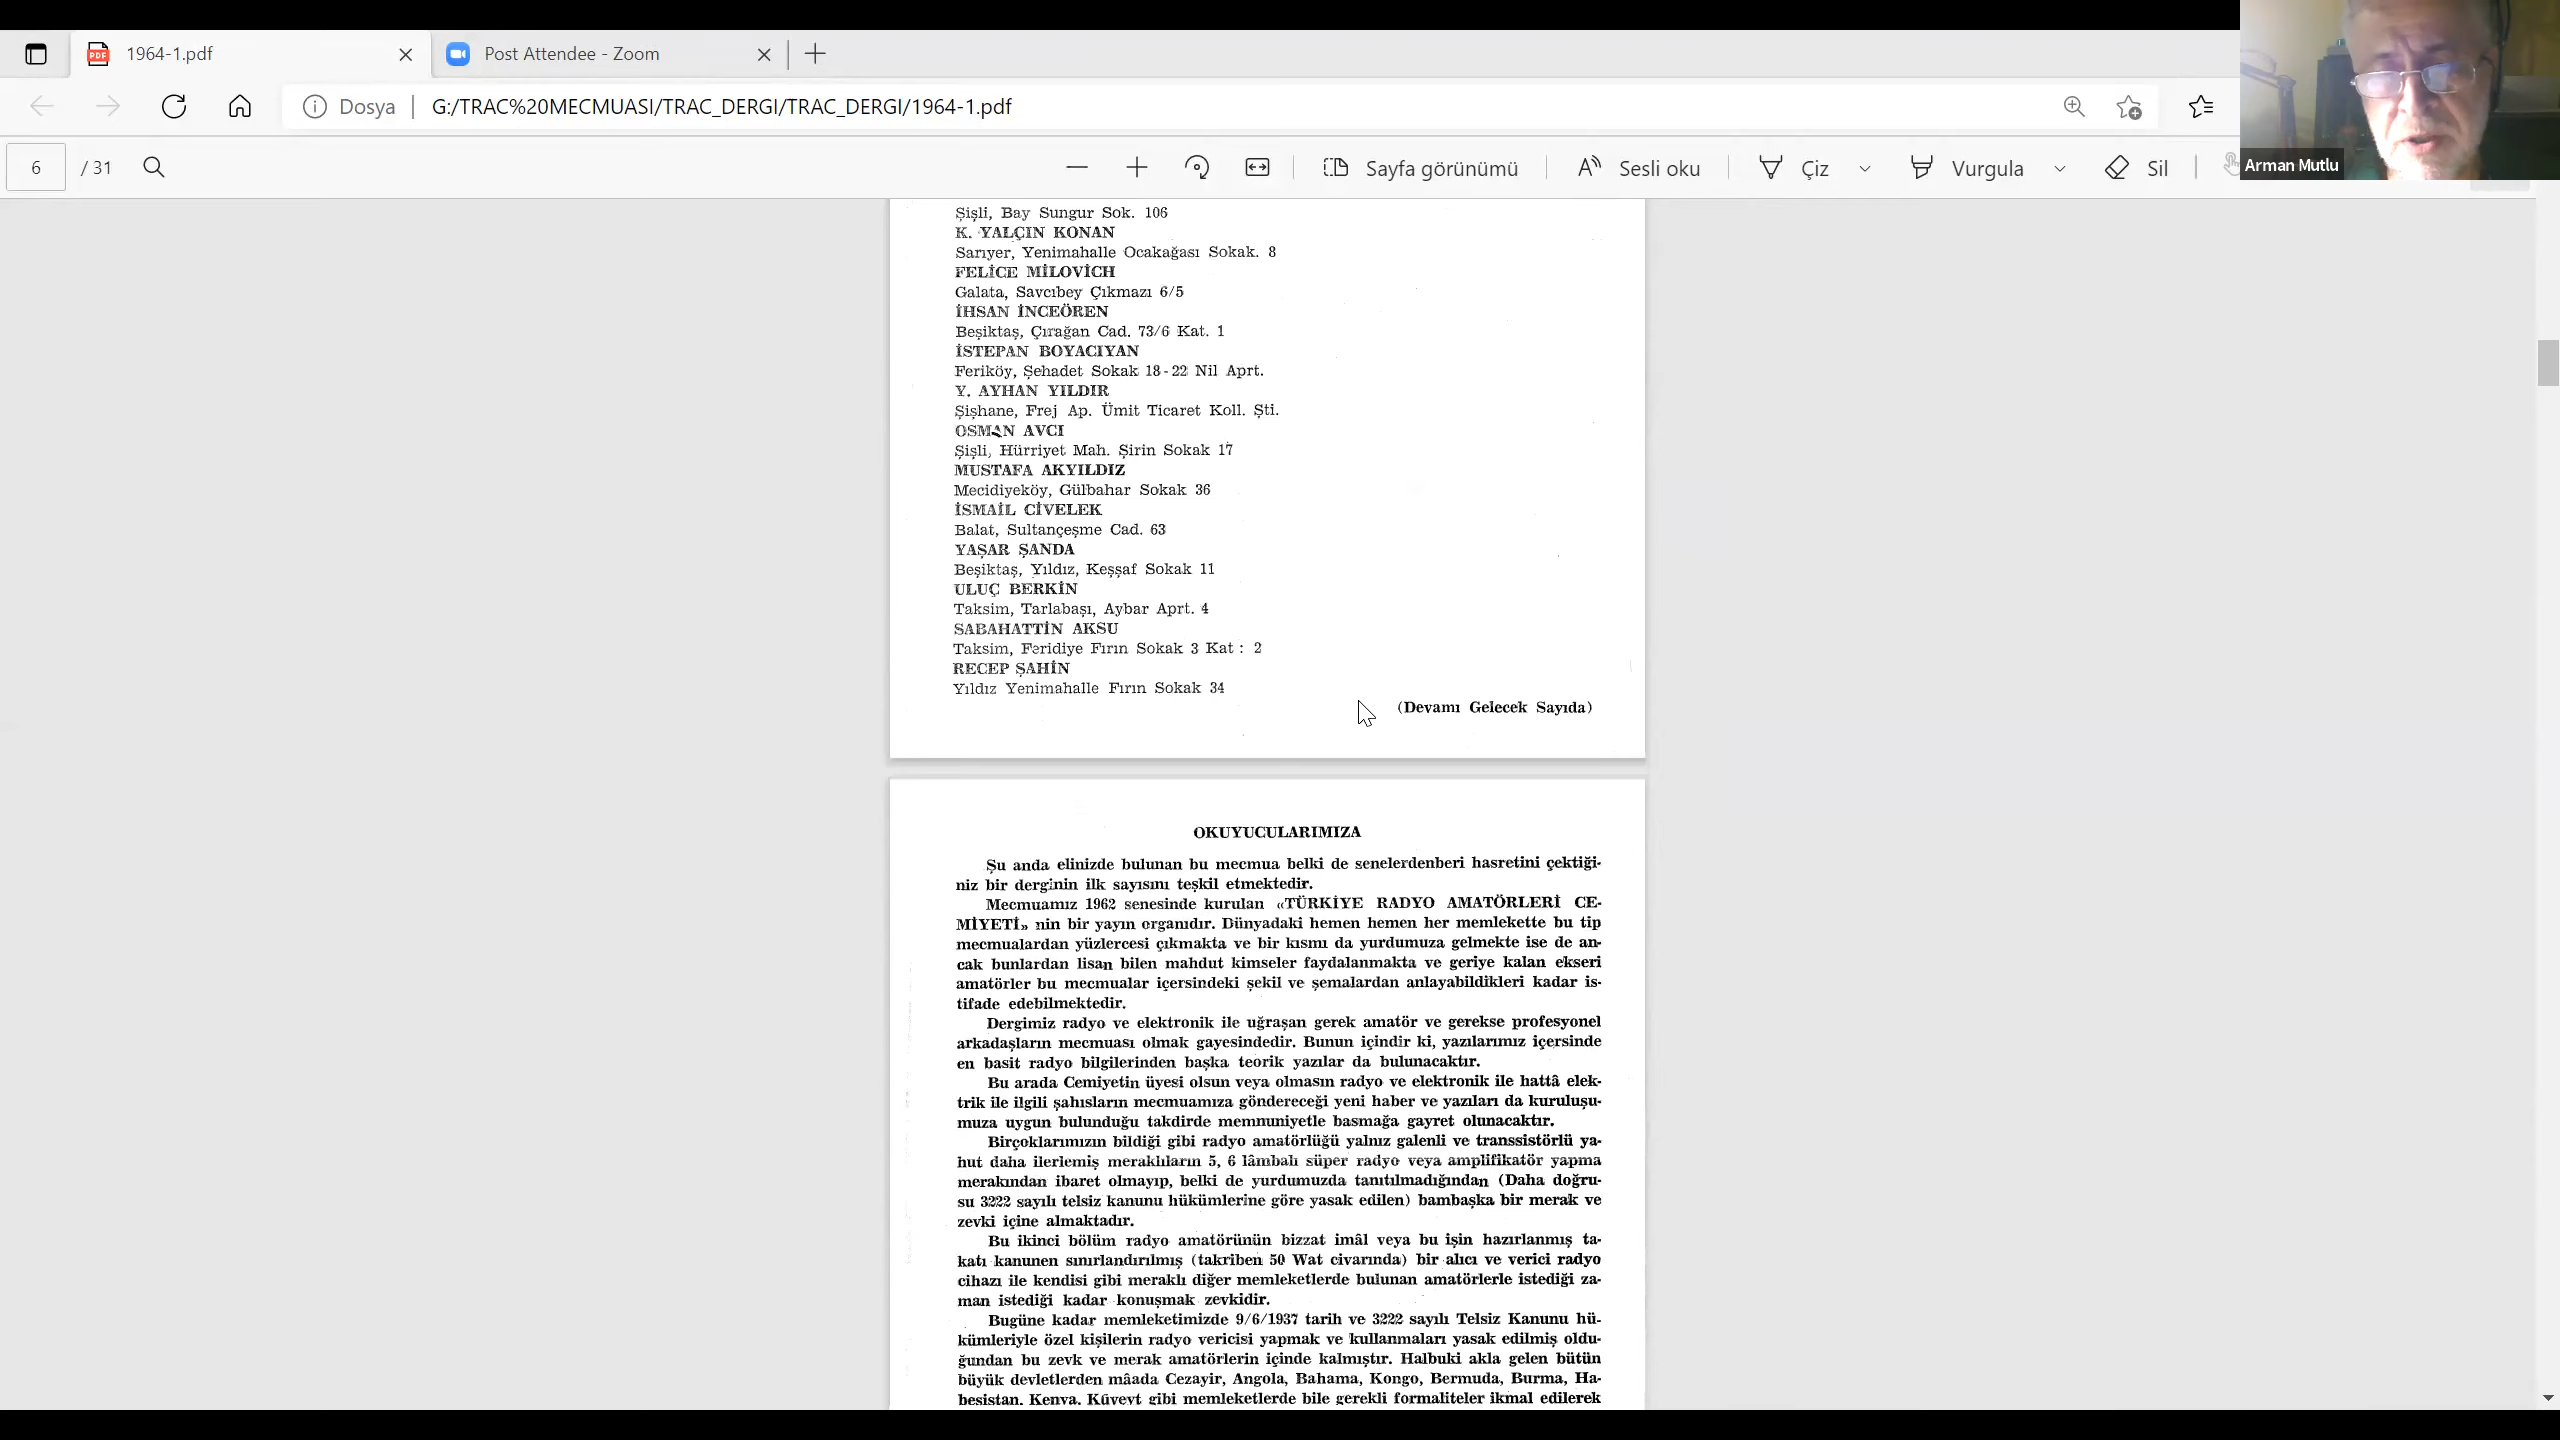 1964-1.pdf
Post Attendee - Zoom
Dosya
G:/TRAC%20MECMUASI/TRAC_DERGI/TRAC_DERGI/1964-1.pdf
6 / 31
Sayfa görünümü
Sesli oku
Çiz
Vurgula
Sil
Arman Mutlu
Şişli, Bay Sungur Sok. 106
K. YALÇIN KONAN
Sarıyer, Yenimahalle Ocakağası Sokak. 8
FELİCE MİLOVİCH
Galata, Savcıbey Çıkmazı 6/5
İHSAN İNCEÖREN
Beşiktaş, Çırağan Cad. 73/6 Kat. 1
İSTEPAN BOYACIYAN
Feriköy, Şehadet Sokak 18-22 Nil Aprt.
Y. AYHAN YILDIR
Şişhane, Frej Ap. Ümit Ticaret Koll. Şti.
OSMAN AVCI
Şişli, Hürriyet Mah. Şirin Sokak 17
MUSTAFA AKYILDIZ
Mecidiyeköy, Gülbahar Sokak 36
İSMAİL CİVELEK
Balat, Sultançeşme Cad. 63
YAŞAR ŞANDA
Beşiktaş, Yıldız, Keşşaf Sokak 11
ULUÇ BERKİN
Taksim, Tarlabaşı, Aybar Aprt. 4
SABAHATTİN AKSU
Taksim, Feridiye Fırın Sokak 3 Kat : 2
RECEP ŞAHİN
Yıldız Yenimahalle Fırın Sokak 34
(Devamı Gelecek Sayıda)
OKUYUCULARIMIZA
Şu anda elinizde bulunan bu mecmua belki de senelerdenberi hasretini çektiği-
niz bir derginin ilk sayısını teşkil etmektedir.
Mecmuamız 1962 senesinde kurulan «TÜRKİYE RADYO AMATÖRLERİ CE-
MİYETİ» nin bir yayın organıdır. Dünyadaki hemen hemen her memlekette bu tip
mecmualardan yüzlercesi çıkmakta ve bir kısmı da yurdumuza gelmekte ise de an-
cak bunlardan lisan bilen mahdut kimseler faydalanmakta ve geriye kalan ekseri
amatörler bu mecmualar içersindeki şekil ve şemalardan anlayabildikleri kadar is-
tifade edebilmektedir.
Dergimiz radyo ve elektronik ile uğraşan gerek amatör ve gerekse profesyonel
arkadaşların mecmuası olmak gayesindedir. Bunun içindir ki, yazılarımız içersinde
en basit radyo bilgilerinden başka teorik yazılar da bulunacaktır.
Bu arada Cemiyetin üyesi olsun veya olmasın radyo ve elektronik ile hattâ elek-
trik ile ilgili şahısların mecmuamıza göndereceği yeni haber ve yazıları da kuruluşu-
muza uygun bulunduğu takdirde memnuniyetle basmağa gayret olunacaktır.
Birçoklarımızın bildiği gibi radyo amatörlüğü yalnız galenli ve transsistörlü ya-
hut daha ilerlemiş meraklıların 5, 6 lâmbalı süper radyo veya amplifikatör yapma
merakından ibaret olmayıp, belki de yurdumuzda tanıtılmadığından (Daha doğru-
su 3222 sayılı telsiz kanunu hükümlerine göre yasak edilen) bambaşka bir merak ve
zevki içine almaktadır.
Bu ikinci bölüm radyo amatörünün bizzat imâl veya bu işin hazırlanmış ta-
katı kanunen sınırlandırılmış (takriben 50 Wat civarında) bir alıcı ve verici radyo
cihazı ile kendisi gibi meraklı diğer memleketlerde bulunan amatörlerle istediği za-
man istediği kadar konuşmak zevkidir.
Bugüne kadar memleketimizde 9/6/1937 tarih ve 3222 sayılı Telsiz Kanunu hü-
kümleriyle özel kişilerin radyo vericisi yapmak ve kullanmaları yasak edilmiş oldu-
ğundan bu zevk ve merak amatörlerin içinde kalmıştır. Halbuki akla gelen bütün
büyük devletlerden mâada Cezayir, Angola, Bahama, Kongo, Bermuda, Burma, Ha-
beşistan, Kenya, Küveyt gibi memleketlerde bile gerekli formaliteler ikmal edilerek